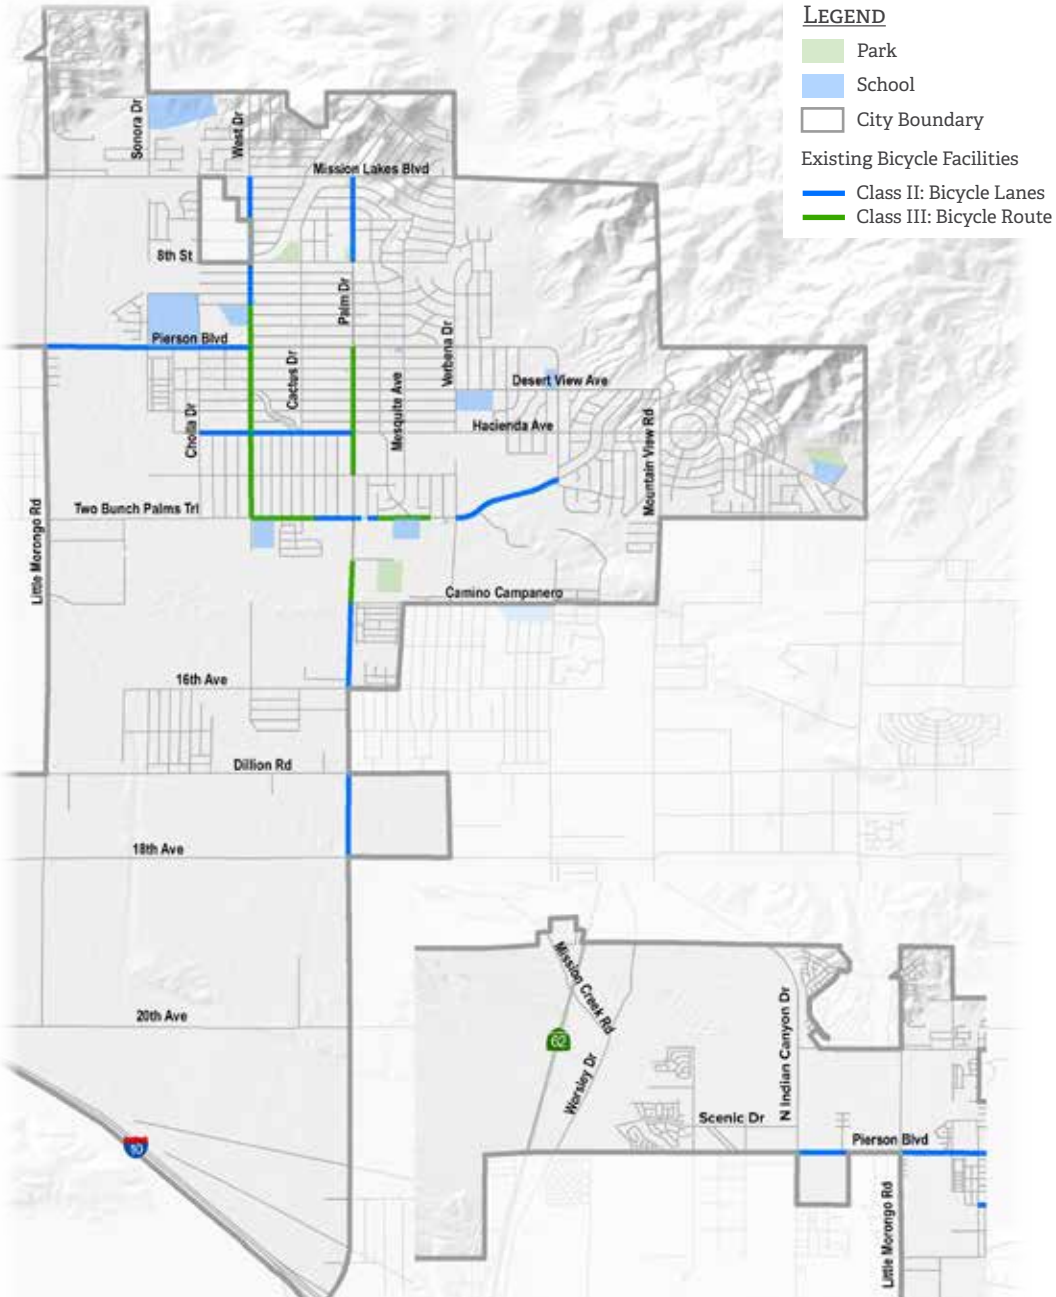 LEGEND
Park
School
City Boundary
Existing Bicycle Facilities
Class II: Bicycle Lanes
Class III: Bicycle Route
Sonora Dr
West Dr
Mission Lakes Blvd
8th St
Palm Dr
Pierson Blvd
Verbena Dr
Cactus Dr
Mesquite Ave
Desert View Ave
Cholla Dr
Hacienda Ave
Mountain View Rd
Two Bunch Palms Trl
Little Morongo Rd
Camino Campanero
16th Ave
Dillion Rd
18th Ave
20th Ave
10
Mission Creek Rd
62
Worsley Dr
N Indian Canyon Dr
Scenic Dr
Pierson Blvd
Little Morongo Rd